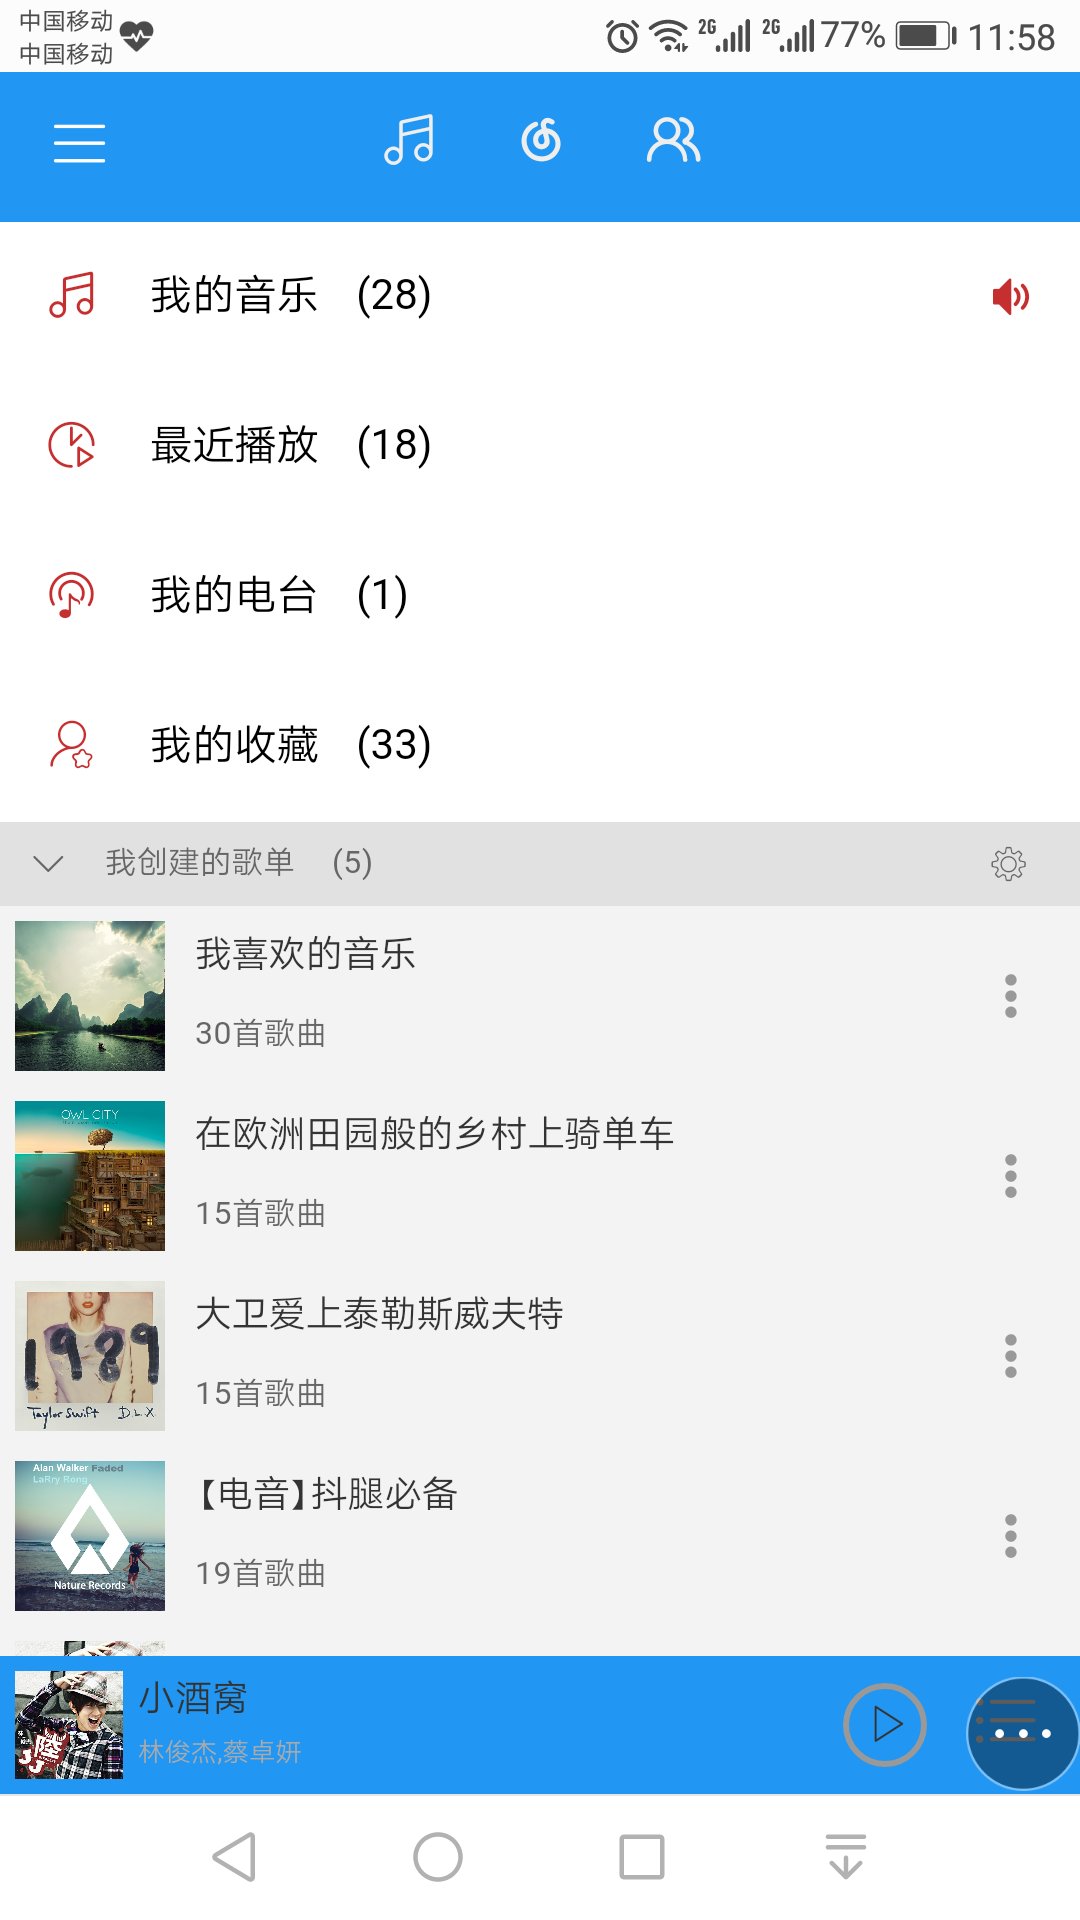 中国移动
中国移动
2G 2G 77% 11:58
我的音乐 (28)
最近播放 (18)
我的电台 (1)
我的收藏 (33)
我创建的歌单 (5)
我喜欢的音乐
30首歌曲
OWL CITY
在欧洲田园般的乡村上骑单车
15首歌曲
1989
Taylor Swift D.L.X.
大卫爱上泰勒斯威夫特
15首歌曲
Alan Walker Faded
LaRry Rong
Nature Records
【电音】抖腿必备
19首歌曲
陸
JJ
小酒窝
林俊杰,蔡卓妍